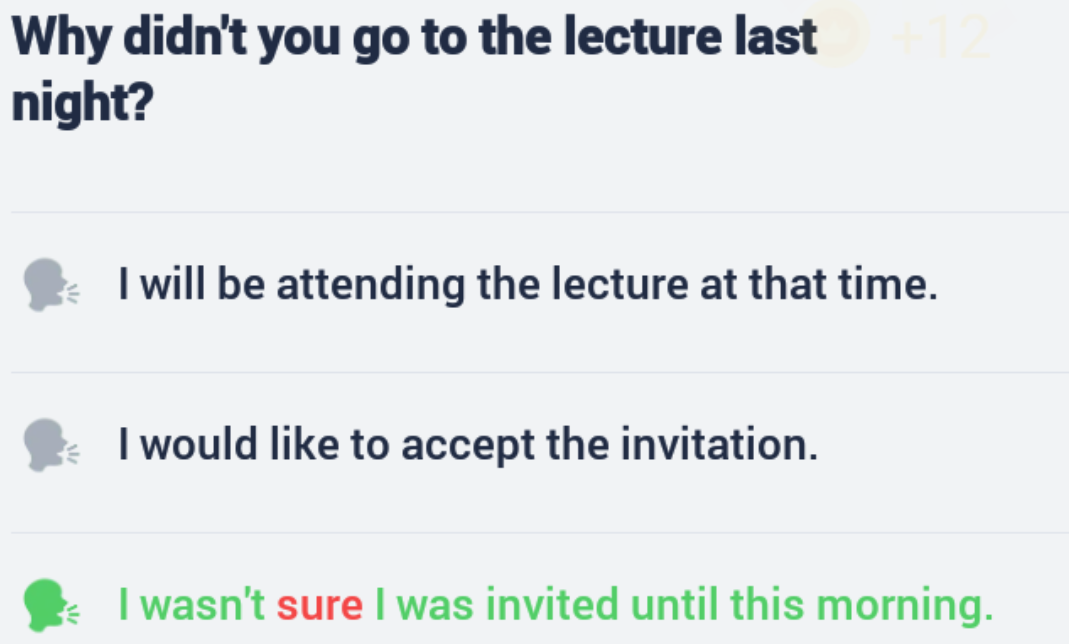 Why didn't you go to the lecture last
night?
+12
I will be attending the lecture at that time.
I would like to accept the invitation.
I wasn't sure I was invited until this morning.